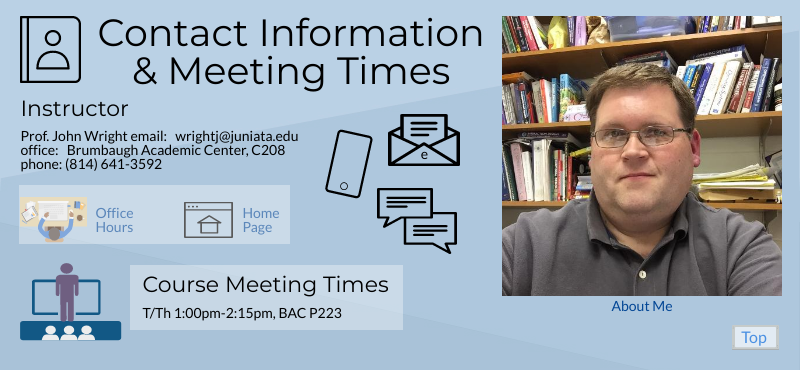 Contact Information
& Meeting Times
Instructor
Prof. John Wright email: wrightj@juniata.edu
office: Brumbaugh Academic Center, C208
phone: (814) 641-3592
e
Office
Hours
Home
Page
Course Meeting Times
T/Th 1:00pm-2:15pm, BAC P223
About Me
Top